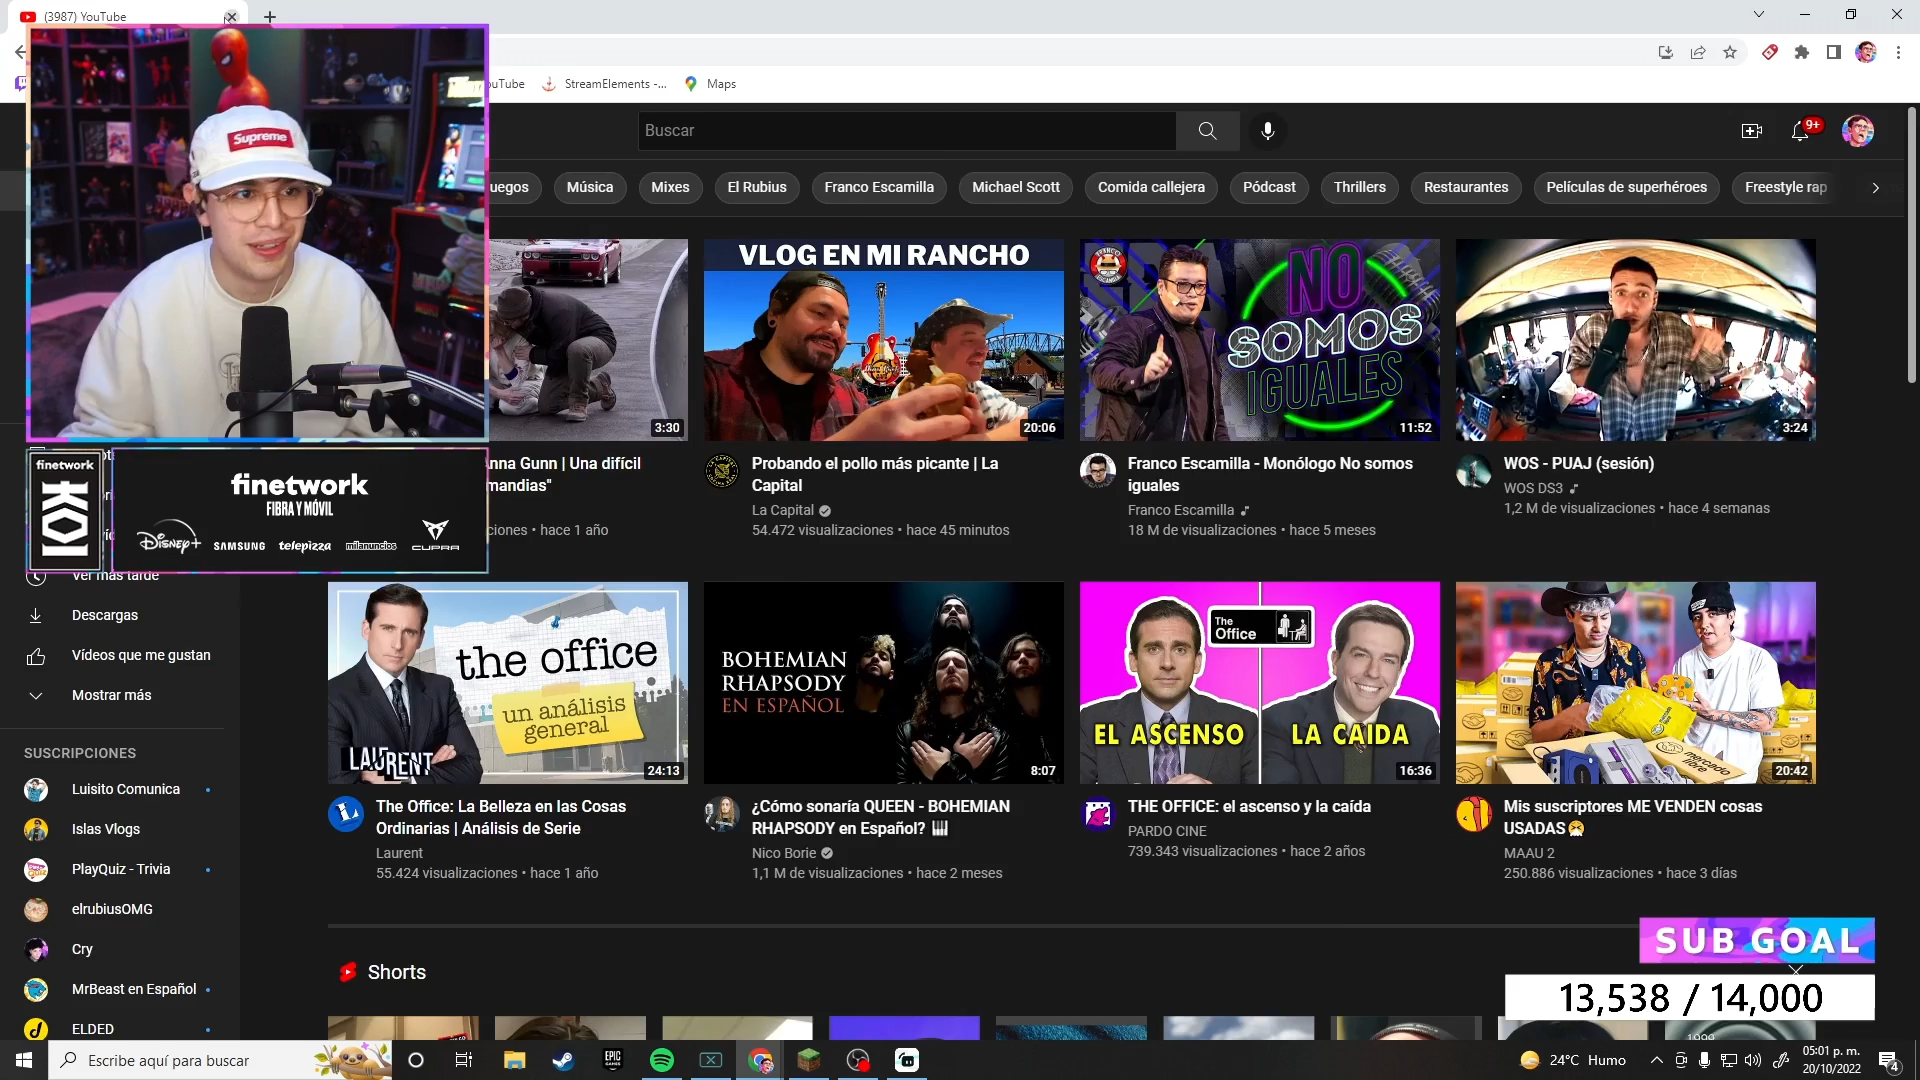 (3987) YouTube
ouTube
StreamElements -...
Maps
Supreme
Buscar
9+
uegos
Música
Mixes
El Rubius
Franco Escamilla
Michael Scott
Comida callejera
Pódcast
Thrillers
Restaurantes
Películas de superhéroes
Freestyle rap
3:30
VLOG EN MI RANCHO
20:06
NO
SOMOS
IGUALES
11:52
3:24
nna Gunn | Una difícil
mandias"
ciones • hace 1 año
Probando el pollo más picante | La
Capital
La Capital
54.472 visualizaciones • hace 45 minutos
Franco Escamilla - Monólogo No somos
iguales
Franco Escamilla
18 M de visualizaciones • hace 5 meses
WOS - PUAJ (sesión)
WOS DS3
1,2 M de visualizaciones • hace 4 semanas
finetwork
KOI
finetwork
FIBRA Y MÓVIL
Disney+
SAMSUNG
telepizza
milanuncios
CUPRA
Ver más tarde
Descargas
Vídeos que me gustan
Mostrar más
SUSCRIPCIONES
Luisito Comunica
Islas Vlogs
PlayQuiz - Trivia
elrubiusOMG
Cry
MrBeast en Español
ELDED
the office
un análisis
general
LAURENT
24:13
BOHEMIAN
RHAPSODY
EN ESPAÑOL
8:07
The
Office
EL ASCENSO
LA CAIDA
16:36
mercado
libre
20:42
The Office: La Belleza en las Cosas
Ordinarias | Análisis de Serie
Laurent
55.424 visualizaciones • hace 1 año
¿Cómo sonaría QUEEN - BOHEMIAN
RHAPSODY en Español? 🎹
Nico Borie
1,1 M de visualizaciones • hace 2 meses
THE OFFICE: el ascenso y la caída
PARDO CINE
739.343 visualizaciones • hace 2 años
Mis suscriptores ME VENDEN cosas
USADAS😷
MAAU 2
250.886 visualizaciones • hace 3 días
Shorts
SUB GOAL
13,538 / 14,000
Escribe aquí para buscar
EPIC
GAMES
24°C Humo
05:01 p. m.
20/10/2022
4